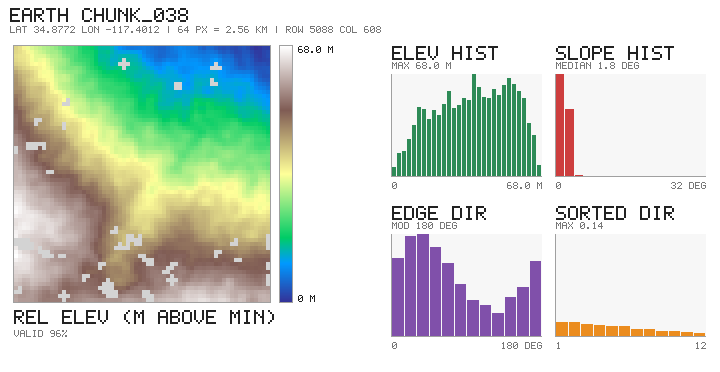 EARTH CHUNK_038
LAT 34.8772 LON -117.4012 | 64 PX = 2.56 KM | ROW 5088 COL 608
68.0 M
0 M
REL ELEV (M ABOVE MIN)
VALID 96%
ELEV HIST
MAX 68.0 M
0 68.0 M
SLOPE HIST
MEDIAN 1.8 DEG
0 32 DEG
EDGE DIR
MOD 180 DEG
0 180 DEG
SORTED DIR
MAX 0.14
1 12